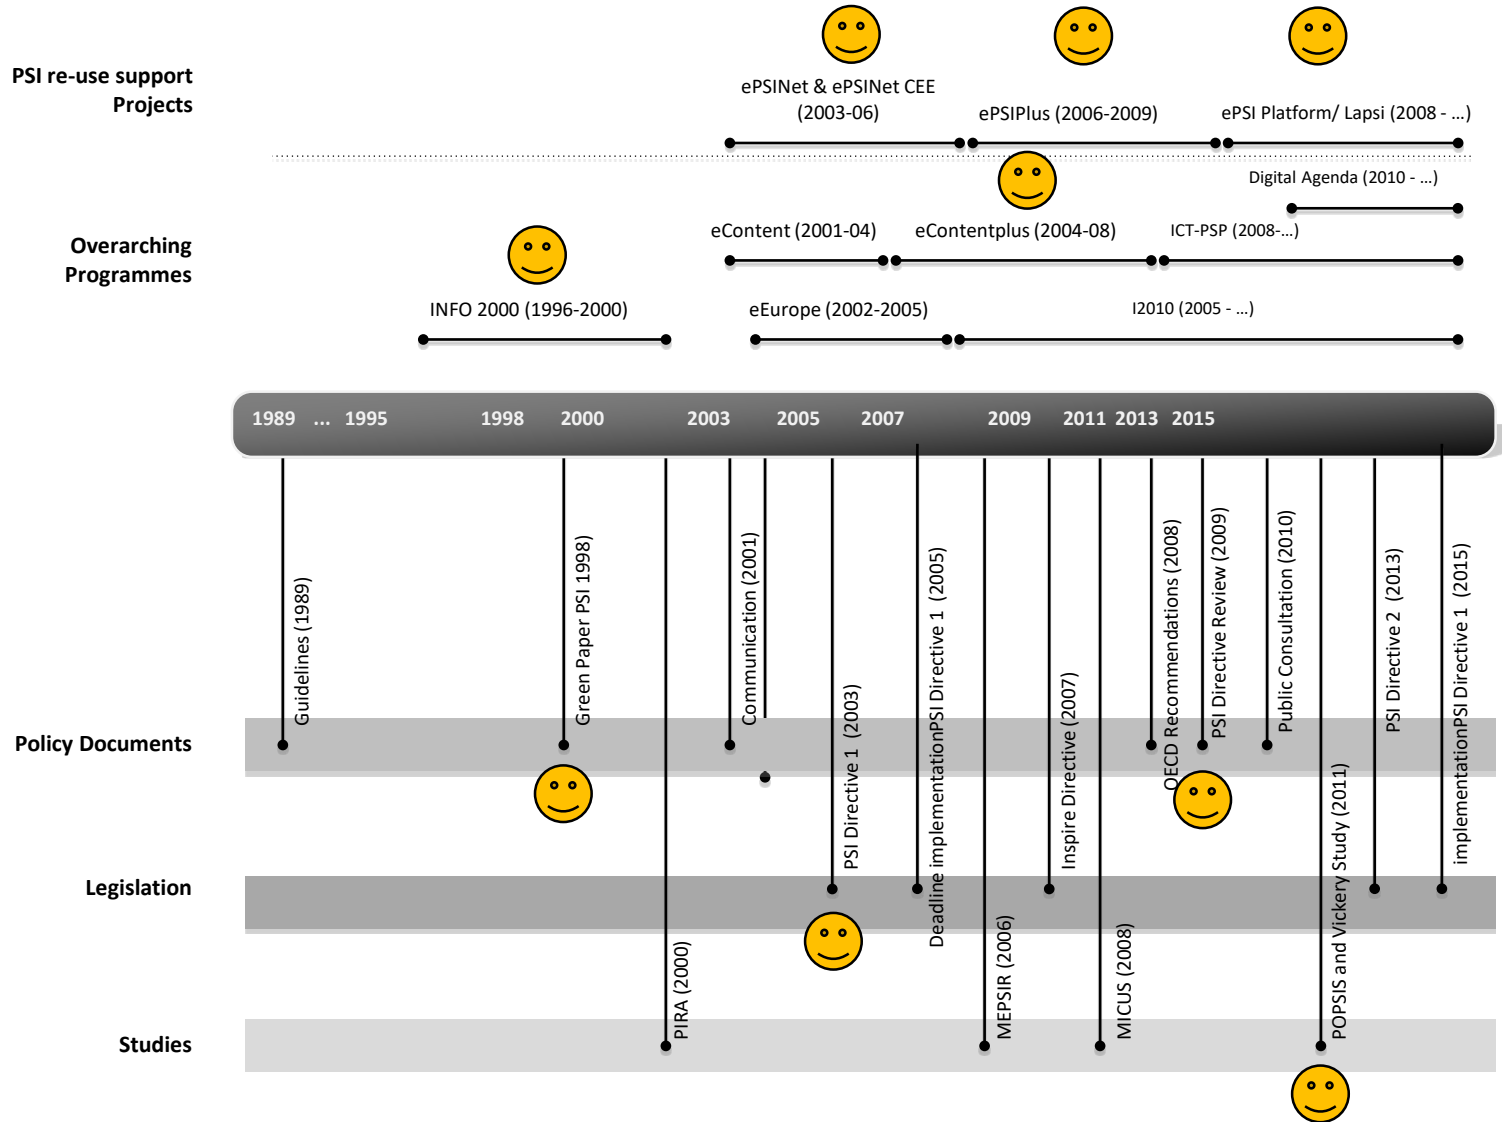 PSI re-use support
Projects
ePSINet & ePSINet CEE
(2003-06)
ePSIPlus (2006-2009)
ePSI Platform/ Lapsi (2008 - ...)
Digital Agenda (2010 - ...)
Overarching
Programmes
eContent (2001-04)
eContentplus (2004-08)
ICT-PSP (2008-...)
INFO 2000 (1996-2000)
eEurope (2002-2005)
I2010 (2005 - ...)
1989 ... 1995 1998 2000 2003 2005 2007 2009 2011 2013 2015
Guidelines (1989)
Green Paper PSI 1998)
Communication (2001)
OECD Recommendations (2008)
PSI Directive Review (2009)
Public Consultation (2010)
Policy Documents
PSI Directive 1 (2003)
Deadline implementationPSI Directive 1 (2005)
Inspire Directive (2007)
PSI Directive 2 (2013)
implementationPSI Directive 1 (2015)
Legislation
PIRA (2000)
MEPSIR (2006)
MICUS (2008)
POPSIS and Vickery Study (2011)
Studies